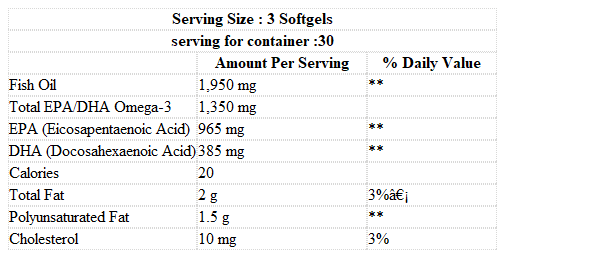 Serving Size : 3 Softgels
serving for container :30
Amount Per Serving % Daily Value
Fish Oil 1,950 mg **
Total EPA/DHA Omega-3 1,350 mg
EPA (Eicosapentaenoic Acid) 965 mg **
DHA (Docosahexaenoic Acid) 385 mg **
Calories 20
Total Fat 2 g 3%â€¡
Polyunsaturated Fat 1.5 g **
Cholesterol 10 mg 3%